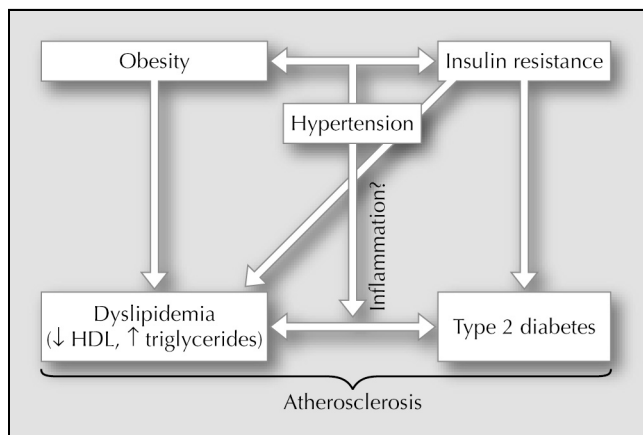 Obesity
Insulin resistance
Hypertension
Inflammation?
Dyslipidemia
(↓ HDL, ↑ triglycerides)
Type 2 diabetes
Atherosclerosis